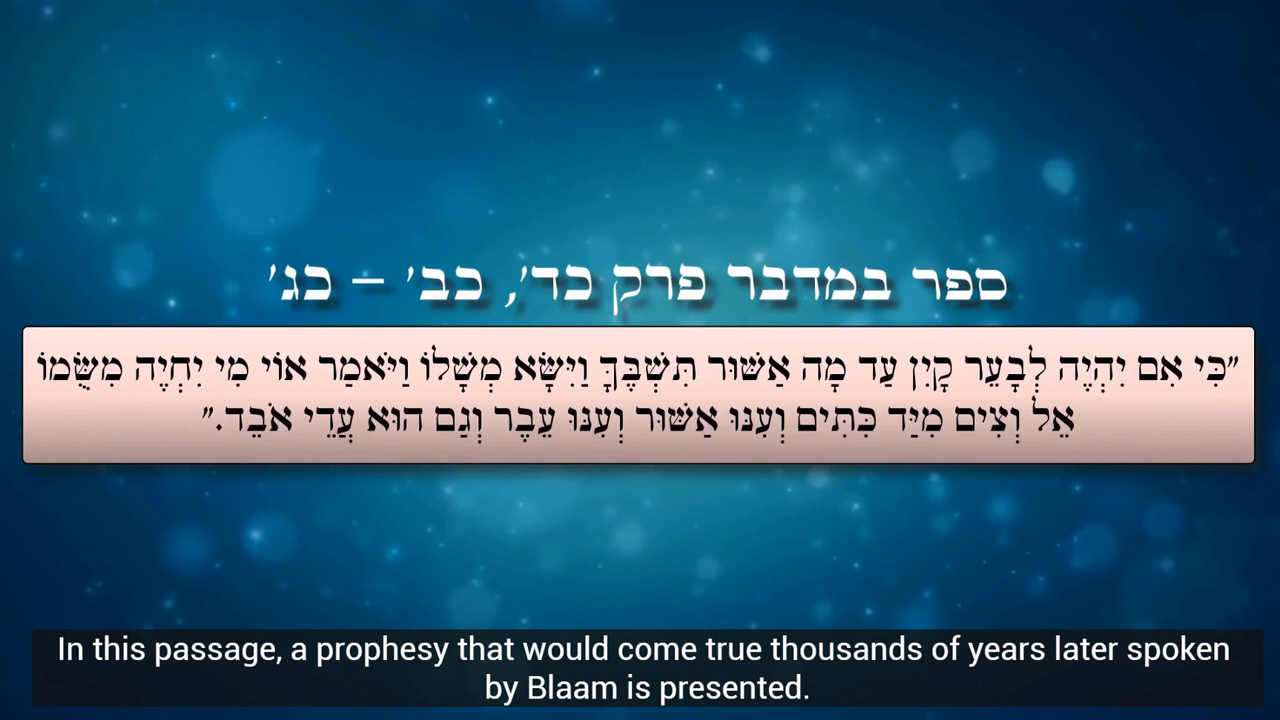 ספר במדבר פרק כד׳, כב׳ – כג׳
״כִּי אִם יִהְיֶה לְבָעֵר קָיִן עַד מָה אַשּׁוּר תִּשְׁבֶּךָּ וַיִּשָּׂא מְשָׁלוֹ וַיֹּאמַר אוֹי מִי יִחְיֶה מִשֻּׂמוֹ
אֵל וְצִים מִיַּד כִּתִּים וְעִנּוּ אַשּׁוּר וְעִנּוּ עֵבֶר וְגַם הוּא עֲדֵי אֹבֵד.״
In this passage, a prophesy that would come true thousands of years later spoken
by Blaam is presented.